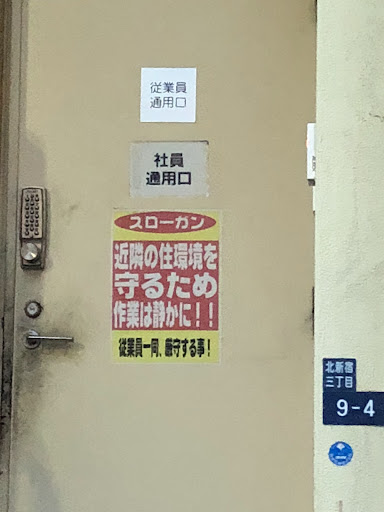 従業員
通用口
社員
通用口
スローガン
近隣の住環境を
守るため
作業は静かに！！
従業員一同、厳守する事！
北新宿
三丁目
9-4